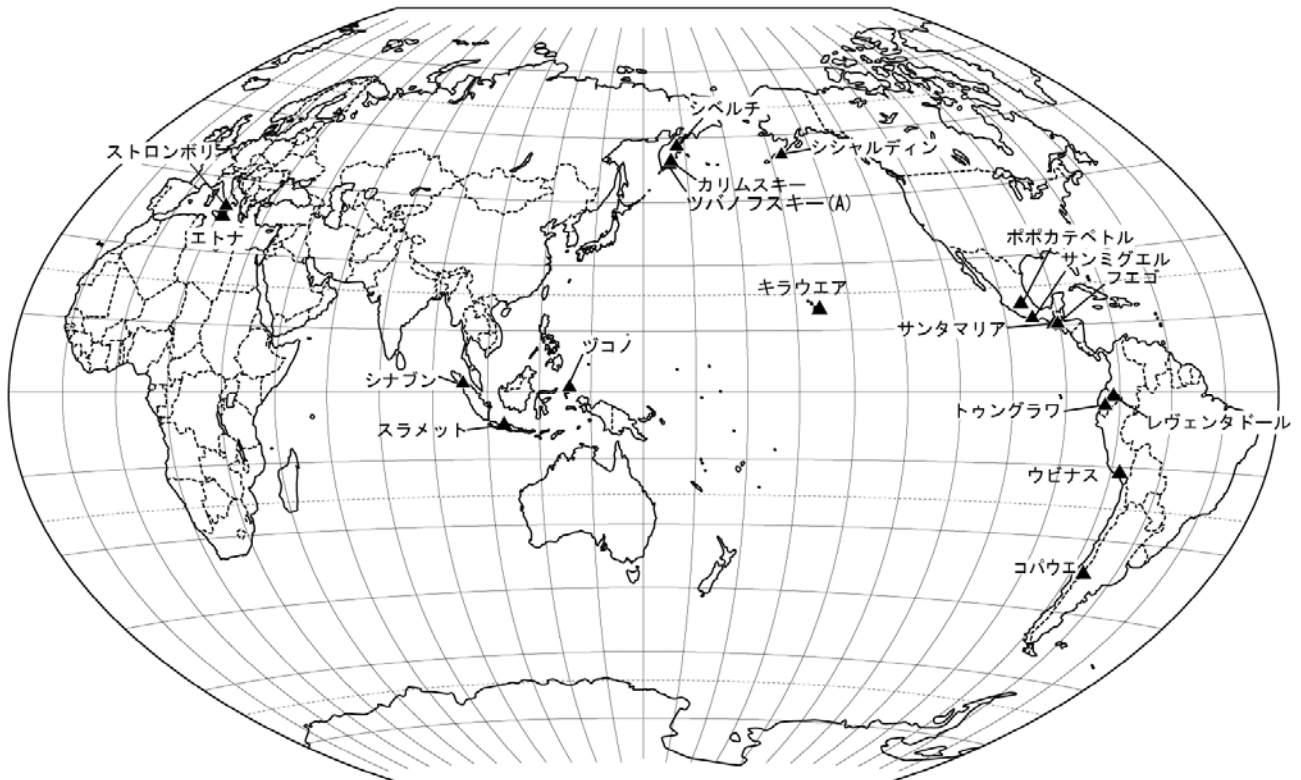 シベルチ
ストロンボリー
シシャルディン
カリムスキー
ツパノフスキー(A)
エトナ
ポポカテペトル
サンミグエル
フエゴ
キラウエア
サンタマリア
ヅコノ
シナブン
トゥングラワ
レヴェンタドール
スラメット
ウビナス
コパウエ